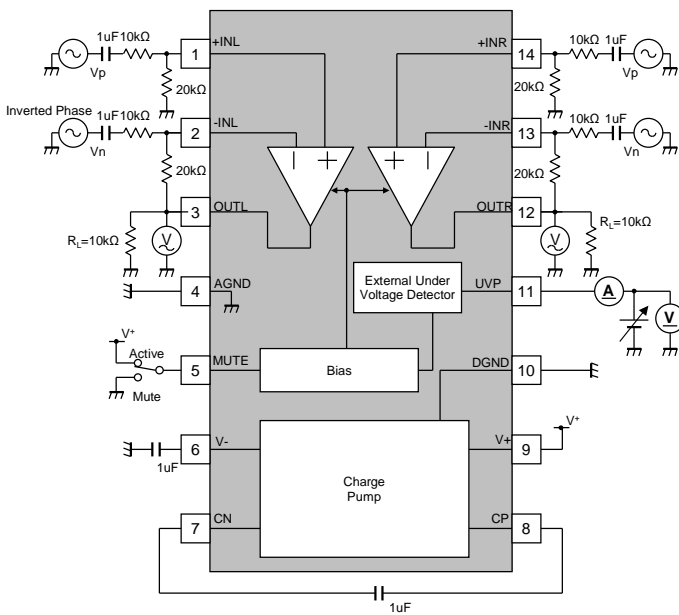 1uF 10kΩ
Vp
1
+INL
20kΩ
Inverted Phase
1uF 10kΩ
Vn
2
-INL
20kΩ
3
OUTL
RL=10kΩ
V
4
AGND
V+
Active
Mute
5
MUTE
Bias
6
V-
1uF
7
CN
Charge
Pump
External Under
Voltage Detector
+INR
14
10kΩ 1uF
Vp
20kΩ
-INR
13
10kΩ 1uF
Vn
20kΩ
OUTR
12
V
RL=10kΩ
UVP
11
A
V
DGND
10
V+
9
V+
CP
8
1uF